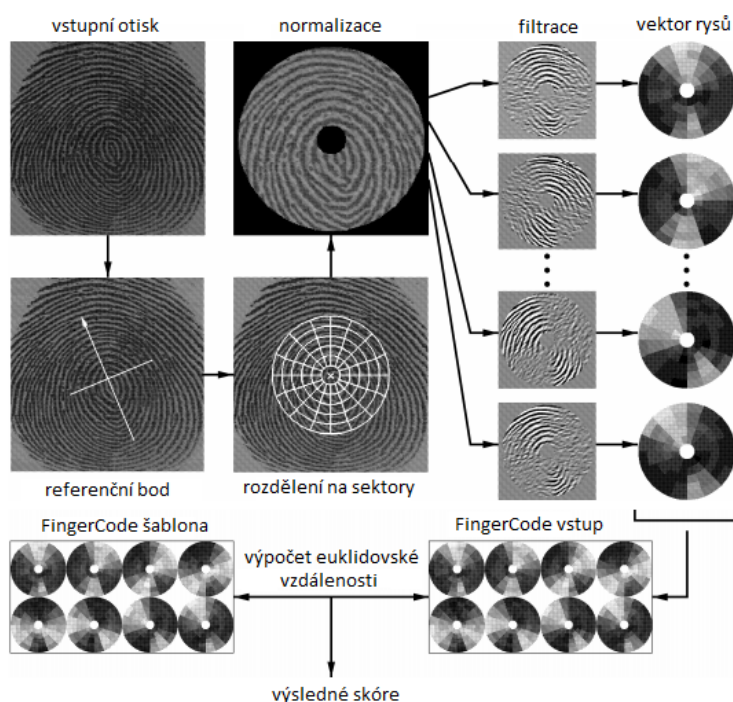 vstupní otisk
normalizace
filtrace
vektor rysů
referenční bod
rozdělení na sektory
FingerCode šablona
FingerCode vstup
výpočet euklidovské
vzdálenosti
výsledné skóre